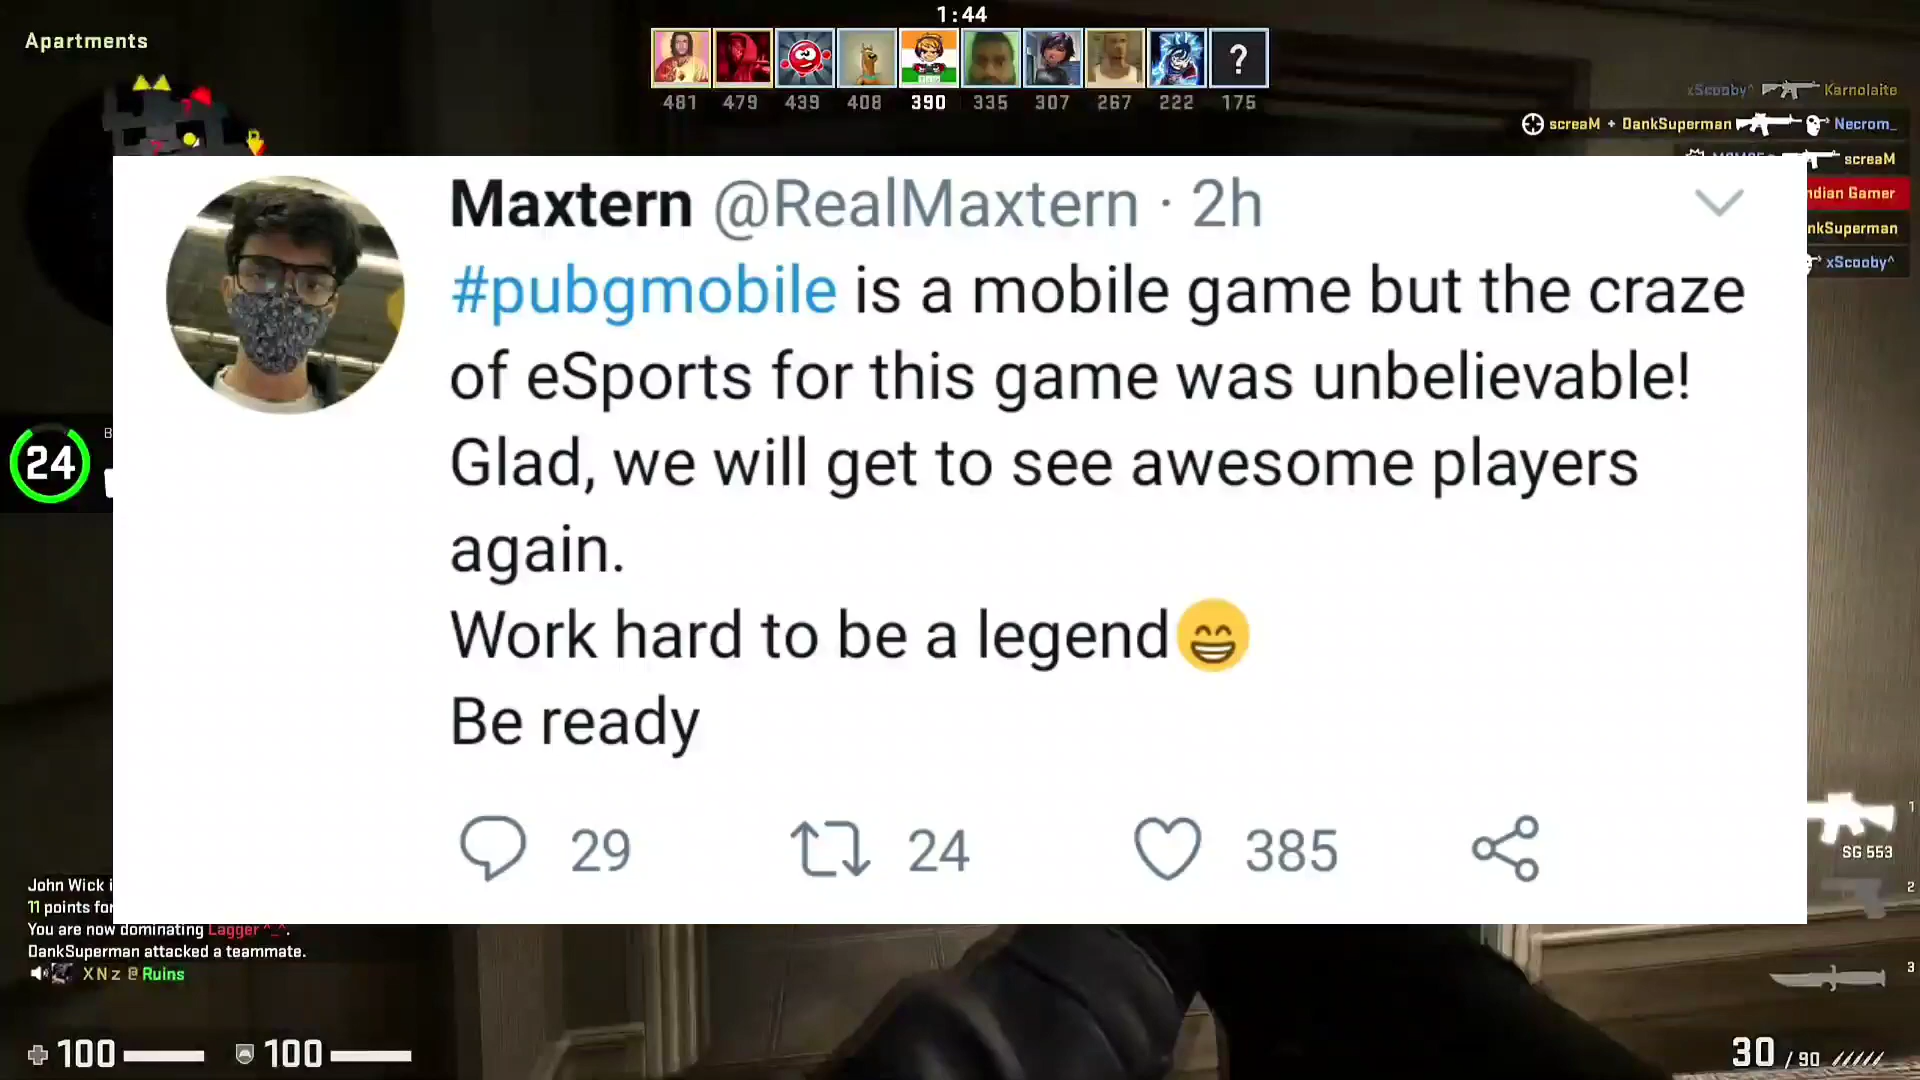 1:44
Apartments
?
481 479 439 408 390 335 307 267 222 175
xScooby^ Karnolaite
screaM + DankSuperman Necrom_
screaM
ndian Gamer
nkSuperman
xScooby^
Maxtern @RealMaxtern · 2h
#pubgmobile is a mobile game but the craze
of eSports for this game was unbelievable!
Glad, we will get to see awesome players
again.
Work hard to be a legend😁
Be ready
29 24 385
24
B
1
SG 553
2
3
John Wick i
11 points for
You are now dominating Lagger ^_^.
DankSuperman attacked a teammate.
X N z @ Ruins
100 100
30 / 90